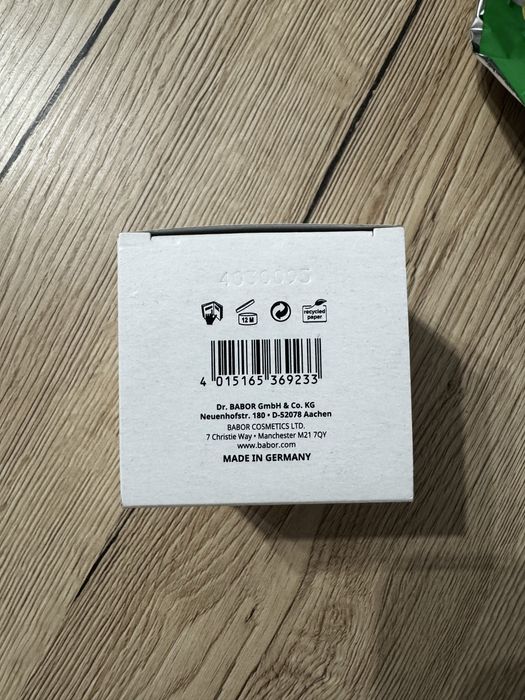 12 M
recycled
paper
4 015165 369233
Dr. BABOR GmbH & Co. KG
Neuenhofstr. 180 • D-52078 Aachen
BABOR COSMETICS LTD.
7 Christie Way • Manchester M21 7QY
www.babor.com
MADE IN GERMANY